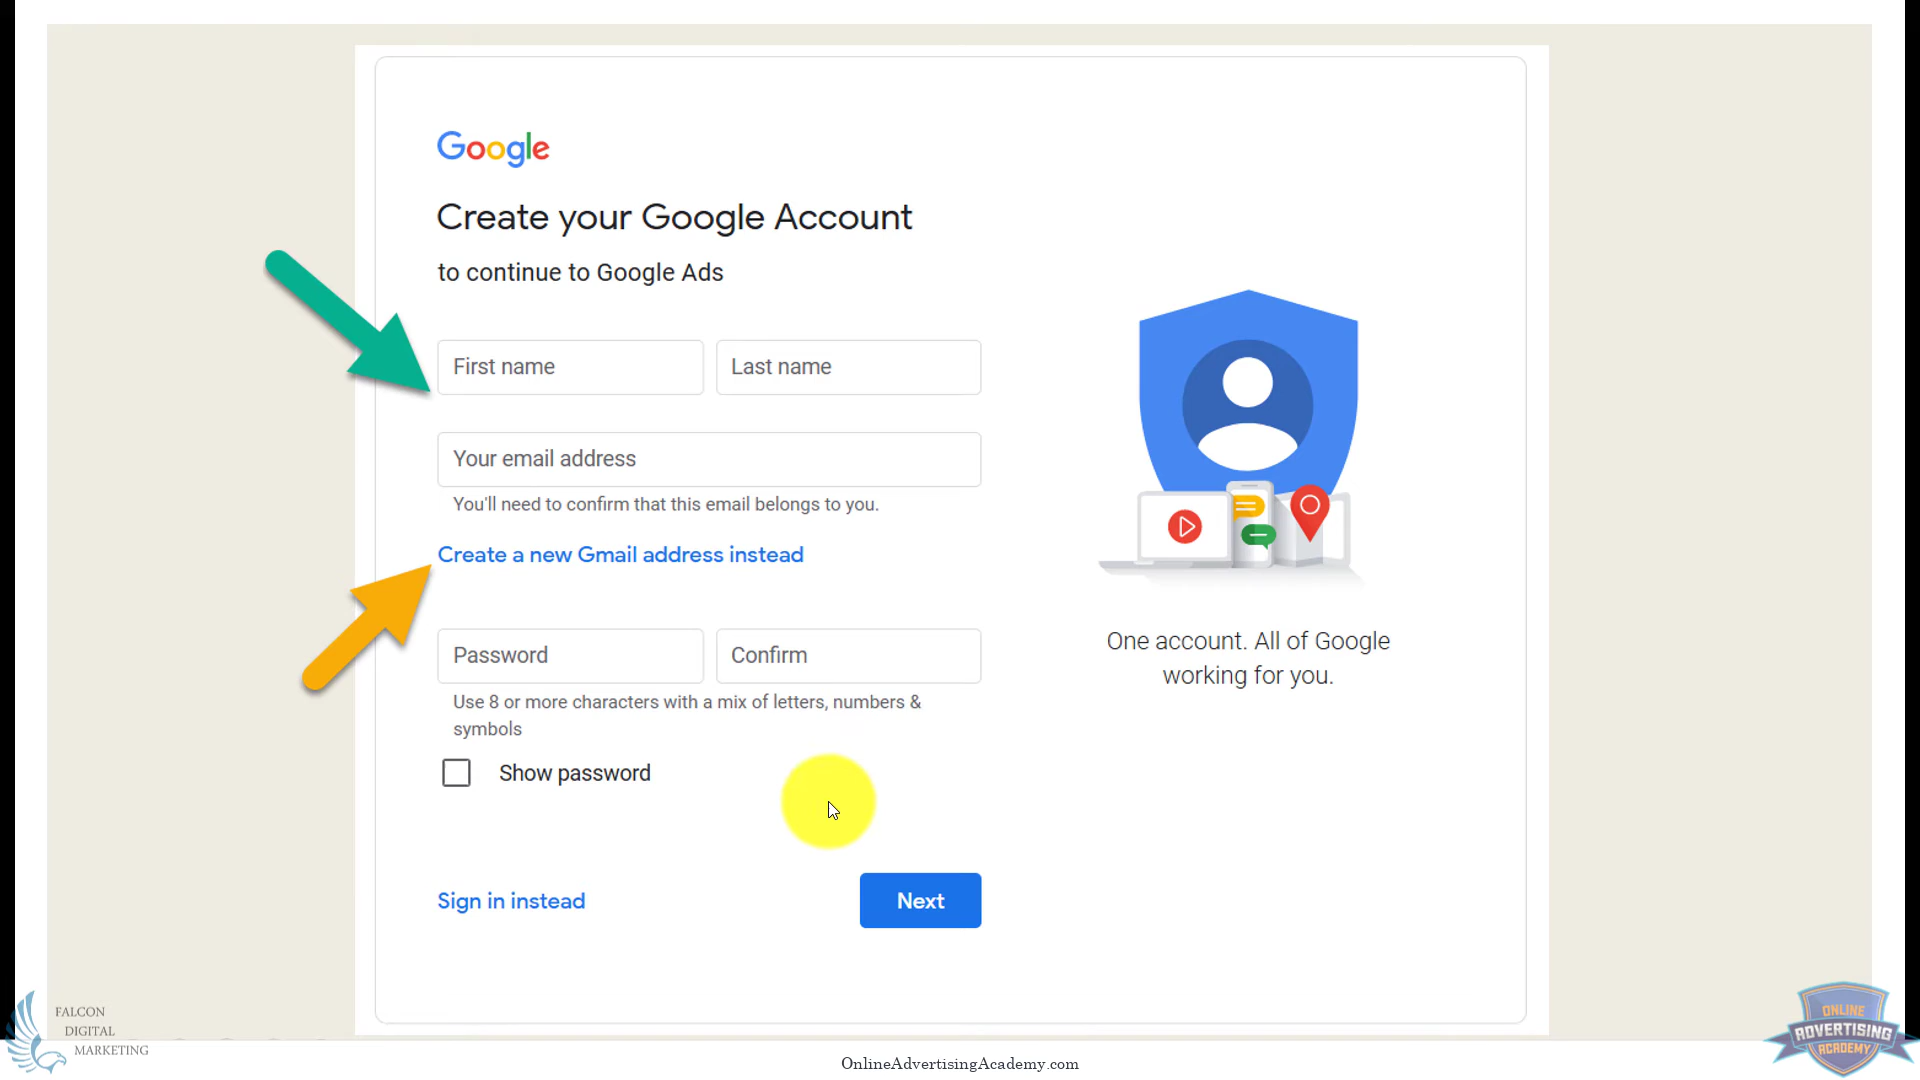 Google
Create your Google Account
to continue to Google Ads
First name
Last name
Your email address
You'll need to confirm that this email belongs to you.
Create a new Gmail address instead
Password
Confirm
Use 8 or more characters with a mix of letters, numbers &
symbols
Show password
Sign in instead
Next
One account. All of Google
working for you.
FALCON
DIGITAL
MARKETING
OnlineAdvertisingAcademy.com
ONLINE
ADVERTISING
ACADEMY